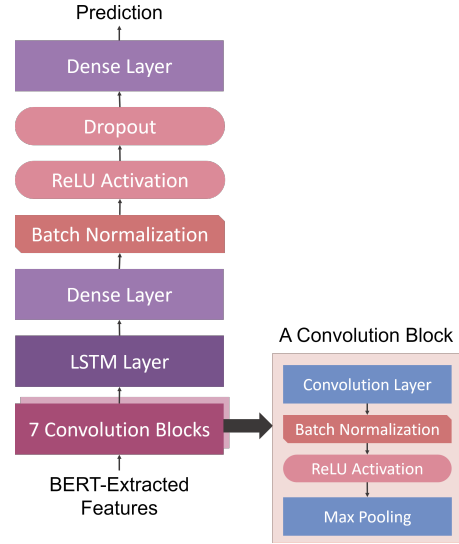 Prediction
Dense Layer
Dropout
ReLU Activation
Batch Normalization
Dense Layer
LSTM Layer
7 Convolution Blocks
BERT-Extracted
Features
A Convolution Block
Convolution Layer
Batch Normalization
ReLU Activation
Max Pooling